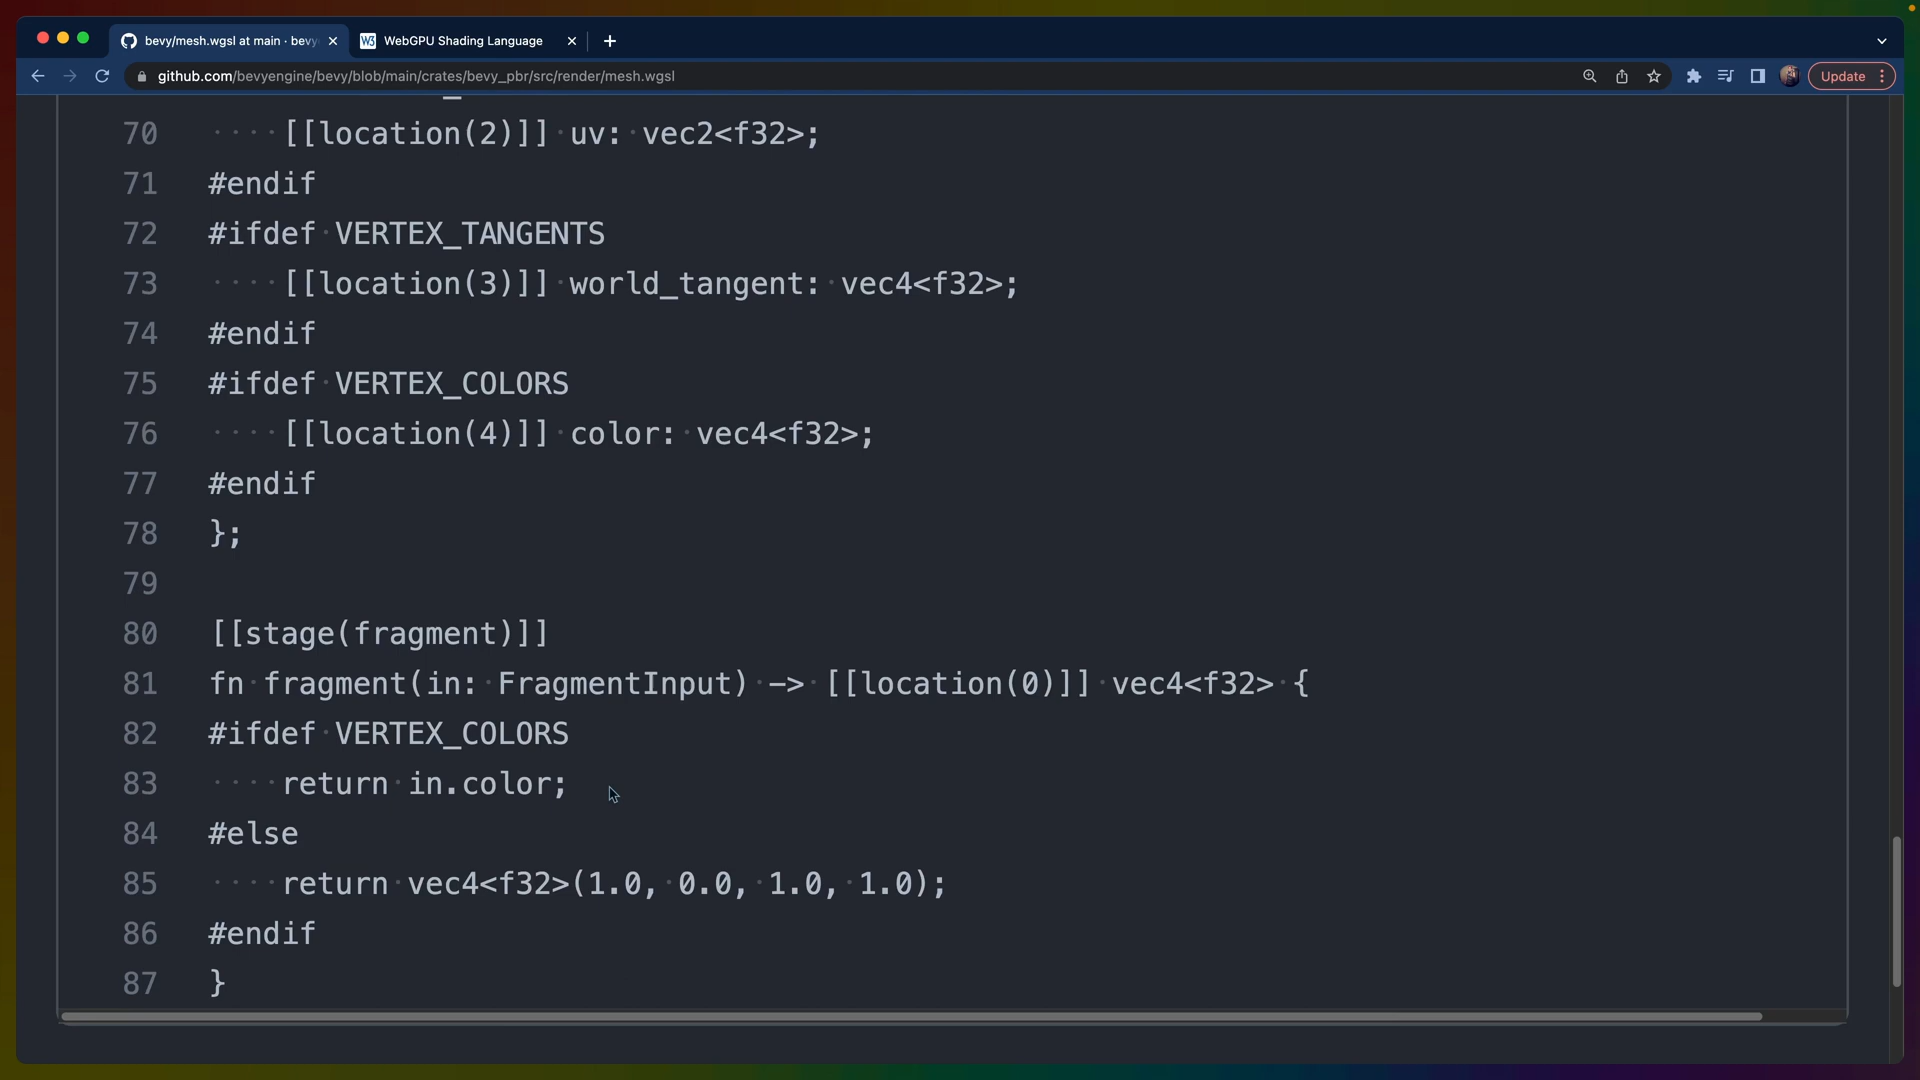 bevy/mesh.wgsl at main · bevy
WebGPU Shading Language
github.com/bevyengine/bevy/blob/main/crates/bevy_pbr/src/render/mesh.wgsl
Update
70 ····[[location(2)]]·uv:·vec2<f32>;
71 #endif
72 #ifdef·VERTEX_TANGENTS
73 ····[[location(3)]]·world_tangent:·vec4<f32>;
74 #endif
75 #ifdef·VERTEX_COLORS
76 ····[[location(4)]]·color:·vec4<f32>;
77 #endif
78 };
79
80 [[stage(fragment)]]
81 fn·fragment(in:·FragmentInput)·->·[[location(0)]]·vec4<f32>·{
82 #ifdef·VERTEX_COLORS
83 ····return·in.color;
84 #else
85 ····return·vec4<f32>(1.0,·0.0,·1.0,·1.0);
86 #endif
87 }